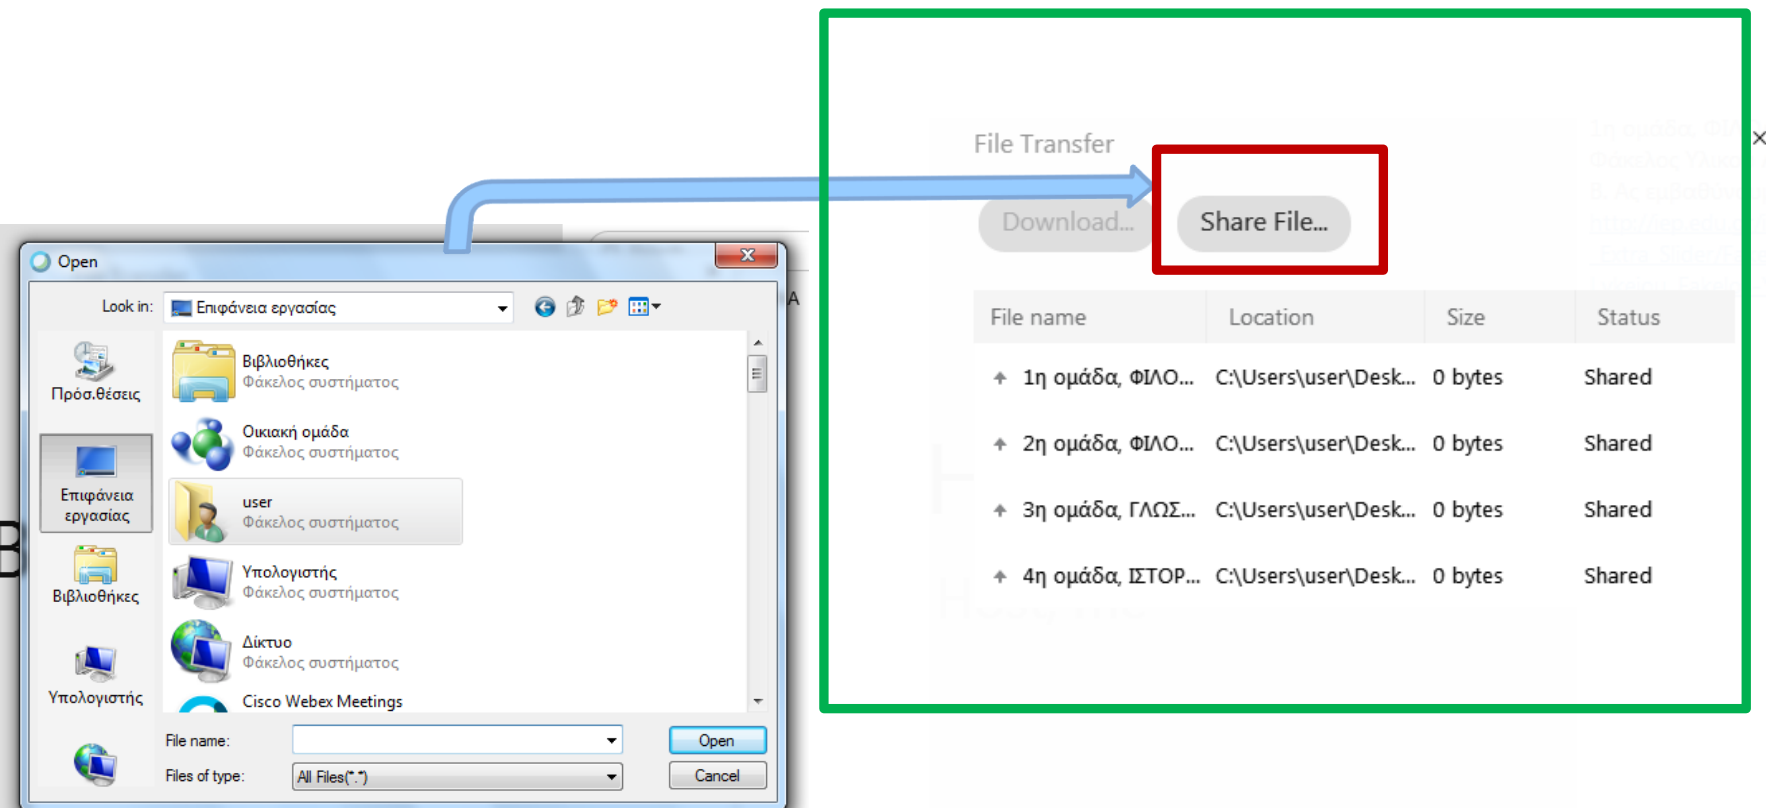 Open
Look in:
Επιφάνεια εργασίας
Πρόσ.θέσεις
Επιφάνεια
εργασίας
Βιβλιοθήκες
Υπολογιστής
Βιβλιοθήκες
Φάκελος συστήματος
Οικιακή ομάδα
Φάκελος συστήματος
user
Φάκελος συστήματος
Υπολογιστής
Φάκελος συστήματος
Δίκτυο
Φάκελος συστήματος
Cisco Webex Meetings
File name:
Open
Files of type:
All Files(*.*)
Cancel
File Transfer
Download...
Share File...
File name Location Size Status
1η ομάδα, ΦΙΛΟ... C:\Users\user\Desk... 0 bytes Shared
2η ομάδα, ΦΙΛΟ... C:\Users\user\Desk... 0 bytes Shared
3η ομάδα, ΓΛΩΣ... C:\Users\user\Desk... 0 bytes Shared
4η ομάδα, ΙΣΤΟΡ... C:\Users\user\Desk... 0 bytes Shared